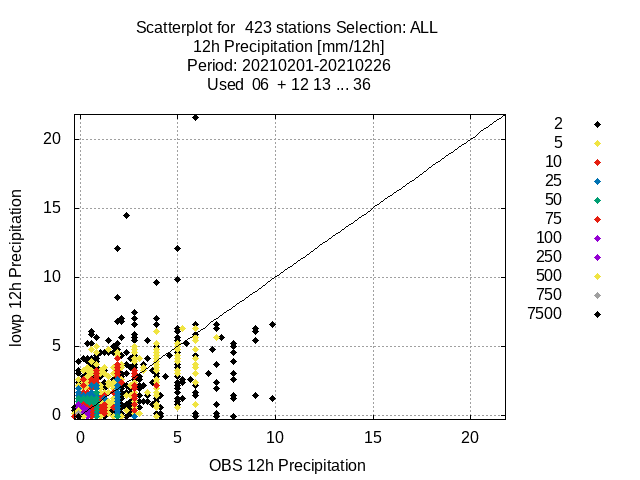 Scatterplot for  423 stations Selection: ALL
12h Precipitation [mm/12h]
Period: 20210201-20210226
Used  06  + 12 13 ... 36
20
15
10
5
0
0 5 10 15 20
Iowp 12h Precipitation
OBS 12h Precipitation
2
5
10
25
50
75
100
250
500
750
7500